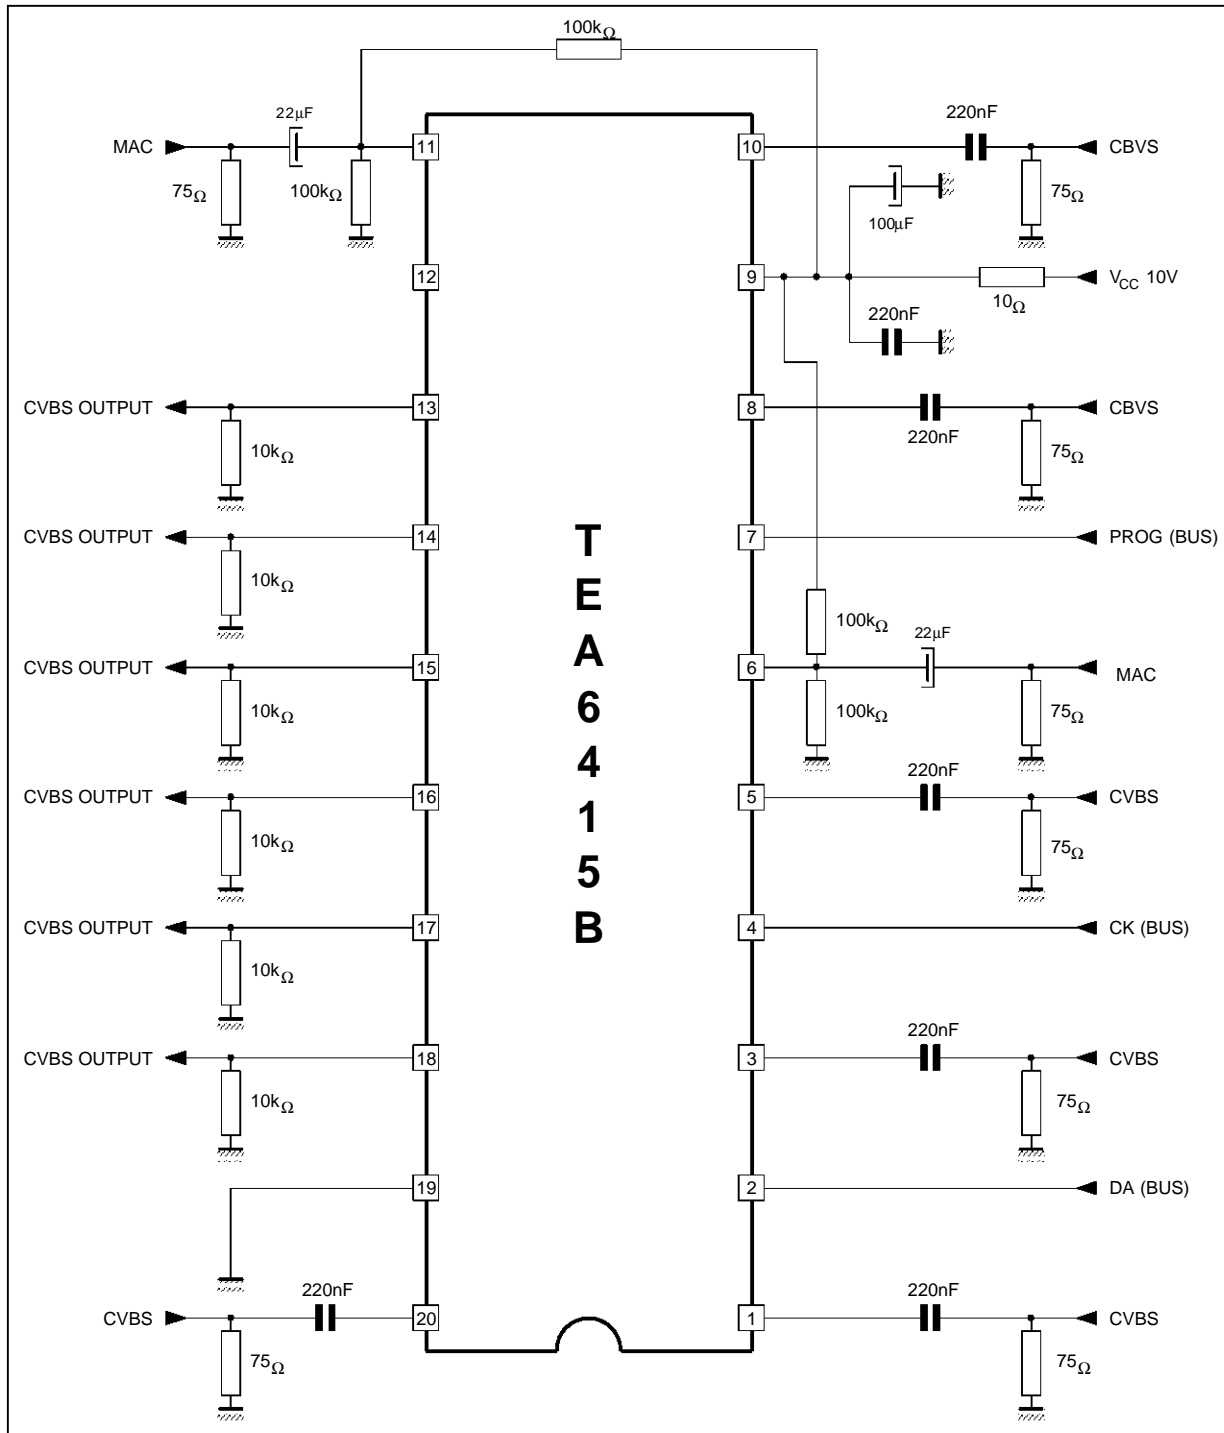 100kΩ
22µF
220nF
MAC
11
10
CBVS
75Ω
100kΩ
100µF
75Ω
12
9
VCC 10V
10Ω
220nF
CVBS OUTPUT
13
8
CBVS
10kΩ
220nF
75Ω
CVBS OUTPUT
14
7
PROG (BUS)
10kΩ
100kΩ
22µF
CVBS OUTPUT
15
6
MAC
10kΩ
100kΩ
75Ω
220nF
CVBS OUTPUT
16
5
CVBS
10kΩ
75Ω
CVBS OUTPUT
17
4
CK (BUS)
10kΩ
220nF
CVBS OUTPUT
18
3
CVBS
10kΩ
75Ω
19
2
DA (BUS)
220nF
220nF
CVBS
20
1
CVBS
75Ω
75Ω
T
E
A
6
4
1
5
B